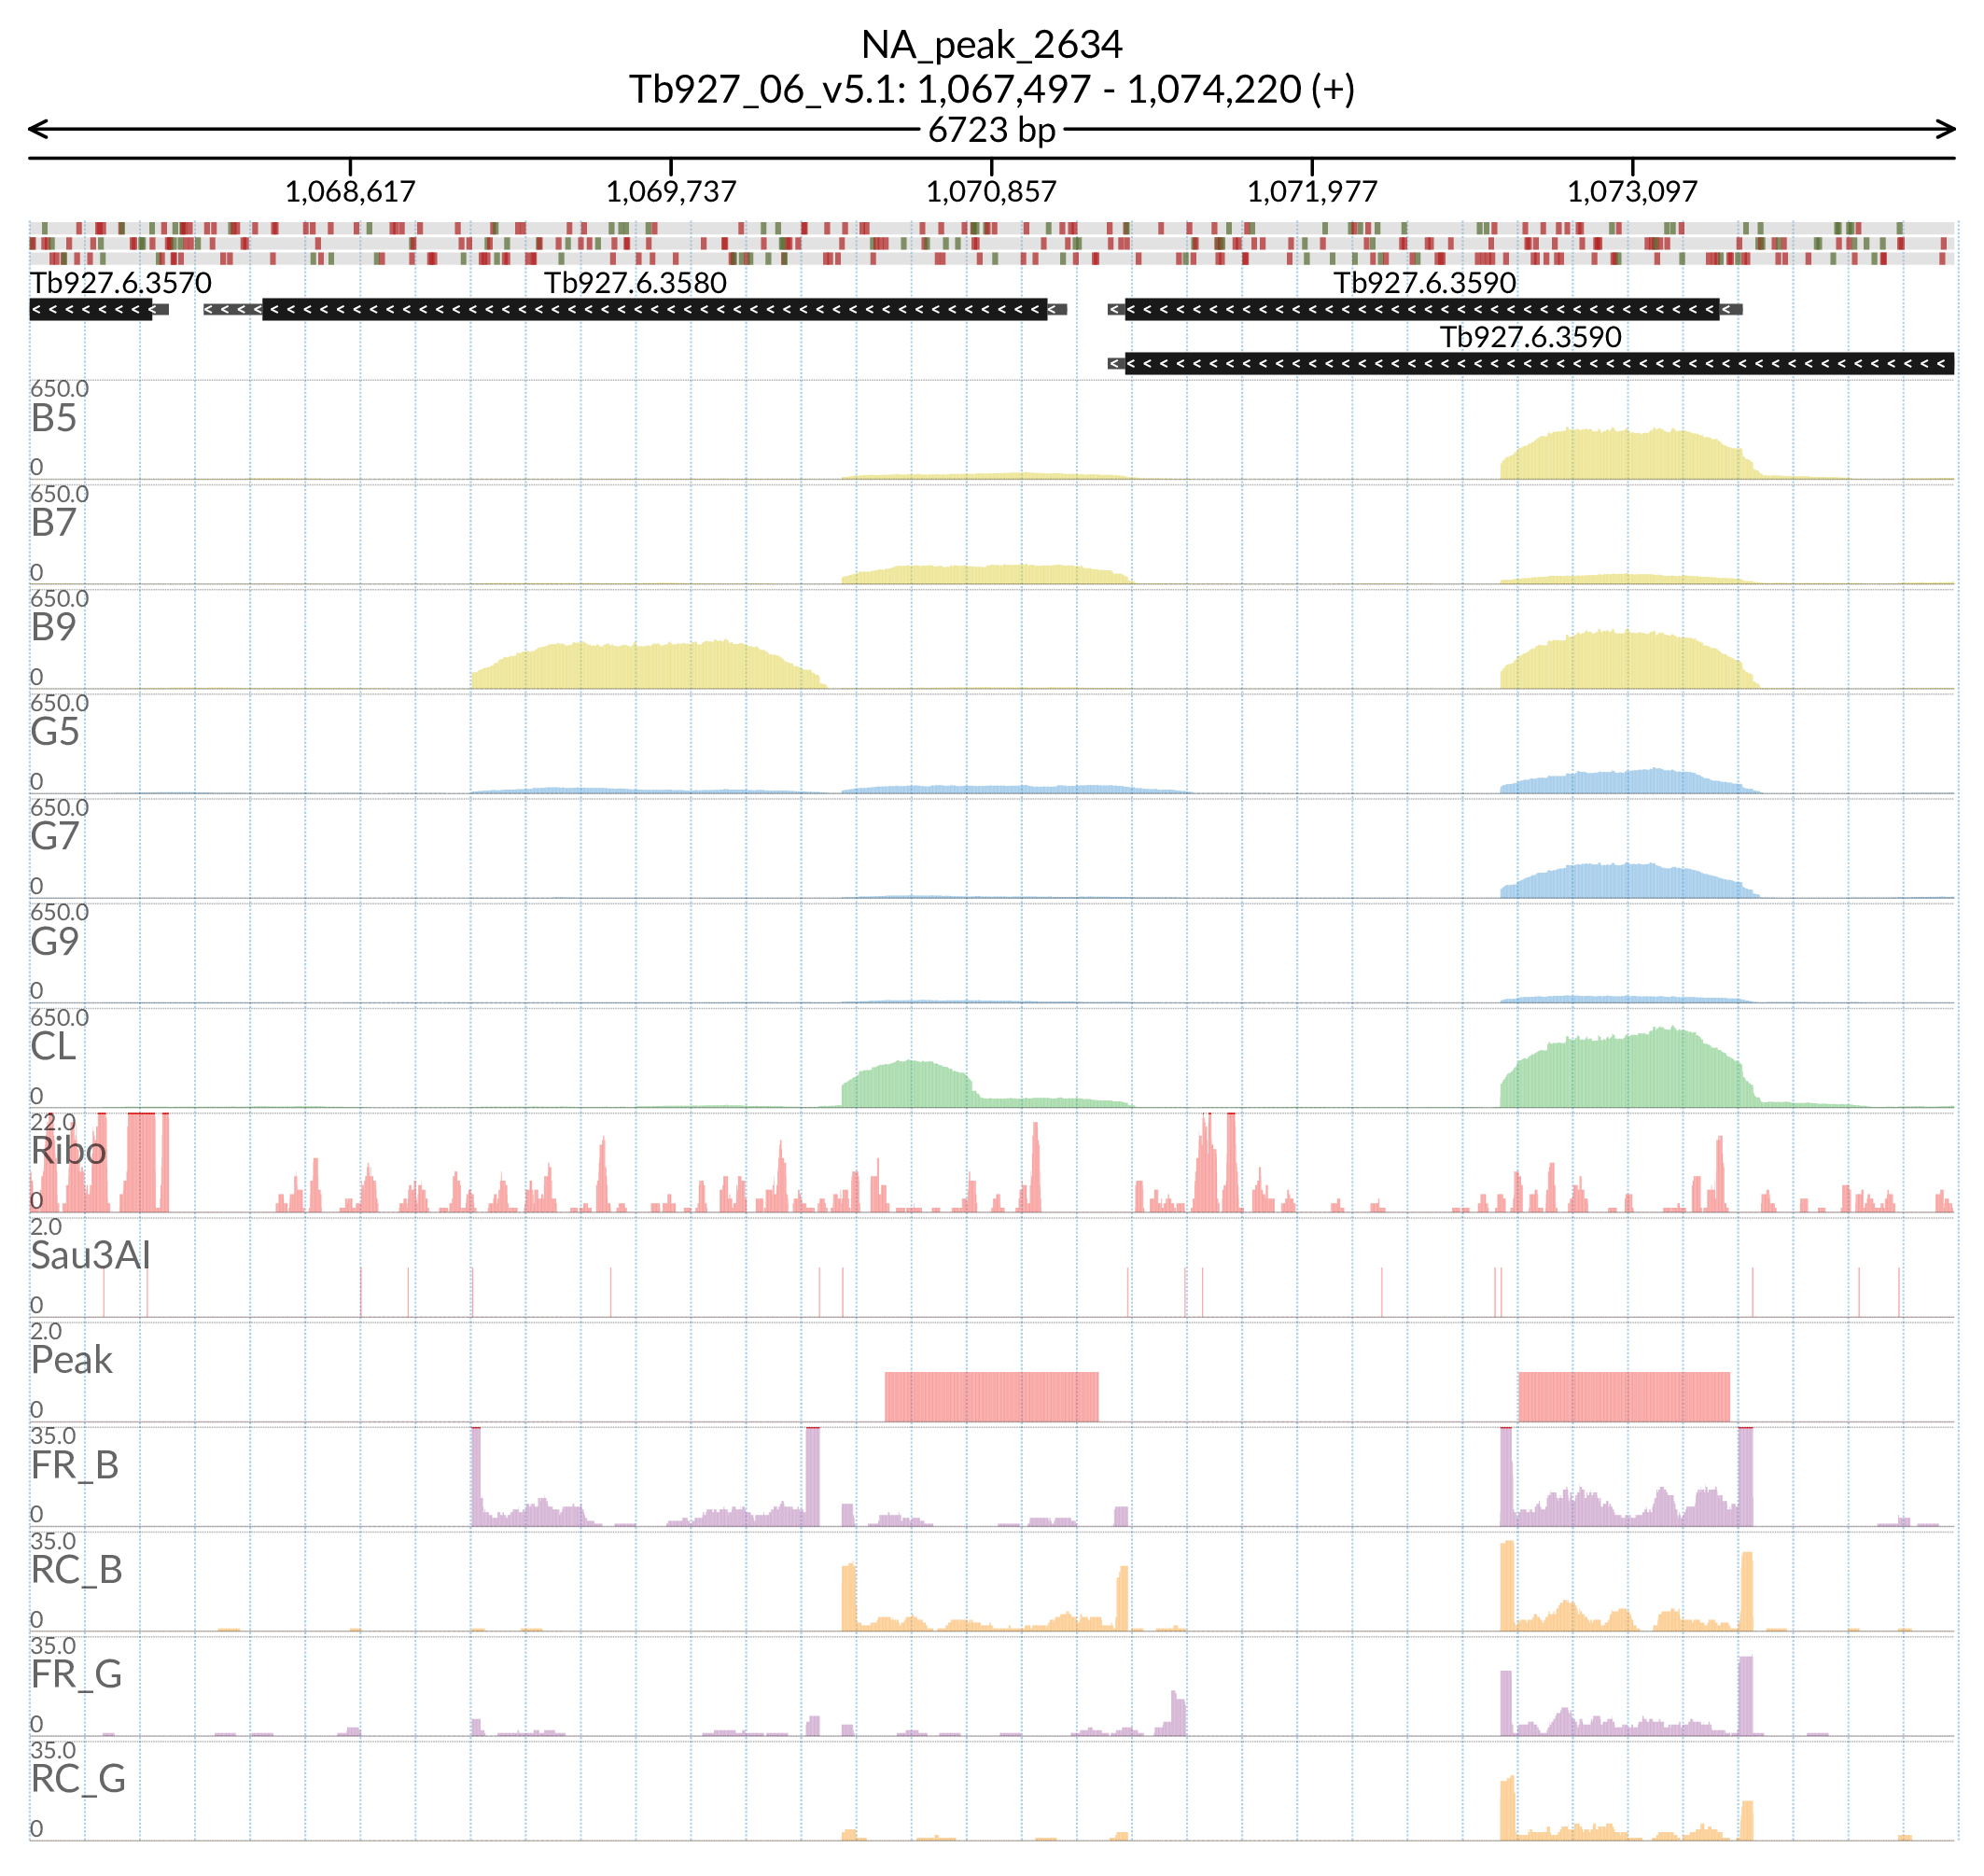 NA_peak_2634
Tb927_06_v5.1: 1,067,497 - 1,074,220 (+)
6723 bp
1,068,617 1,069,737 1,070,857 1,071,977 1,073,097
Tb927.6.3570 Tb927.6.3580 Tb927.6.3590
Tb927.6.3590
650.0
B5
0
650.0
B7
0
650.0
B9
0
650.0
G5
0
650.0
G7
0
650.0
G9
0
650.0
CL
0
22.0
Ribo
0
2.0
Sau3AI
0
2.0
Peak
0
35.0
FR_B
0
35.0
RC_B
0
35.0
FR_G
0
35.0
RC_G
0